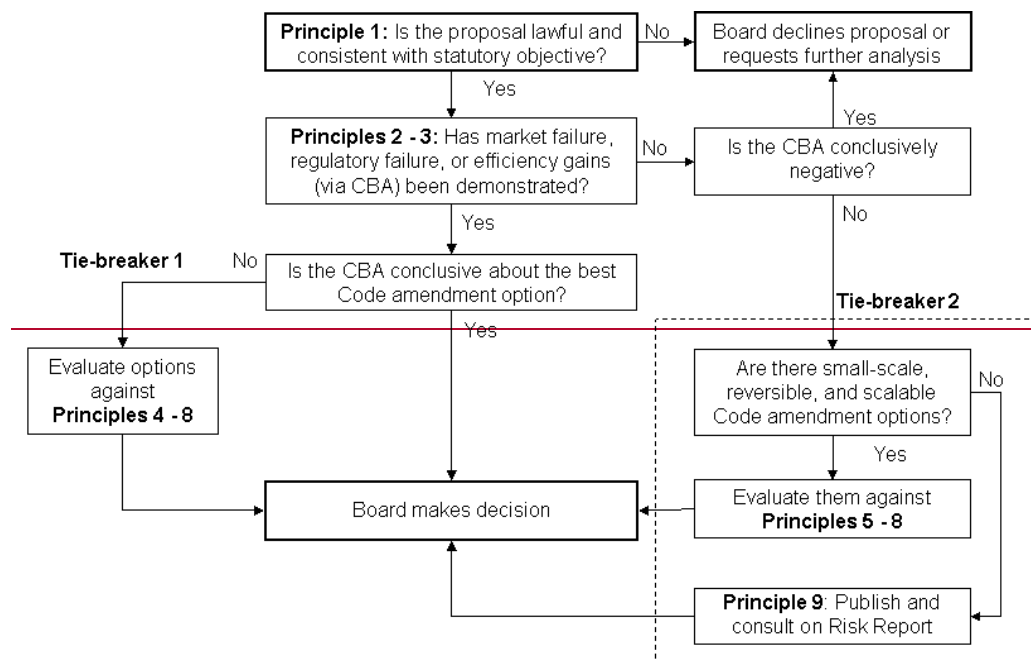 Principle 1: Is the proposal lawful and
consistent with statutory objective?
No
Board declines proposal or
requests further analysis
Yes
Yes
Principles 2 - 3: Has market failure,
regulatory failure, or efficiency gains
(via CBA) been demonstrated?
No
Is the CBA conclusively
negative?
Yes
No
Tie-breaker 1
No
Is the CBA conclusive about the best
Code amendment option?
Tie-breaker 2
Yes
Evaluate options
against
Principles 4 - 8
Are there small-scale,
reversible, and scalable
Code amendment options?
No
Yes
Board makes decision
Evaluate them against
Principles 5 - 8
Principle 9: Publish and
consult on Risk Report